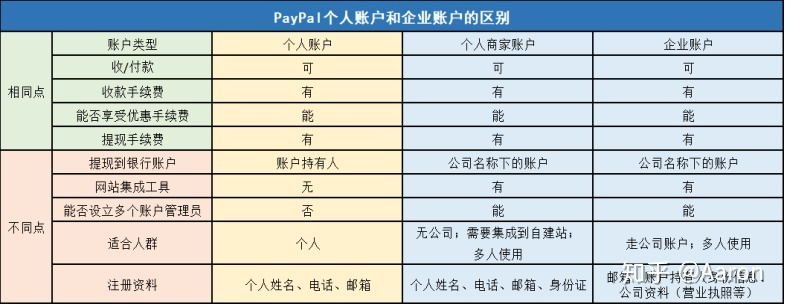 PayPal个人账户和企业账户的区别
相同点
账户类型 个人账户 个人商家账户 企业账户
收/付款 可 可 可
收款手续费 有 有 有
能否享受优惠手续费 能 能 能
提现手续费 有 有 有
不同点
提现到银行账户 账户持有人 公司名称下的账户 公司名称下的账户
网站集成工具 无 有 有
能否设立多个账户管理员 否 能 能
适合人群 个人 无公司；需要集成到自建站；
多人使用 走公司账户；多人使用
注册资料 个人姓名、电话、邮箱 个人姓名、电话、邮箱、身份证 邮箱、账户持有人身份信息、
公司资料（营业执照等）
知乎 @Aaron